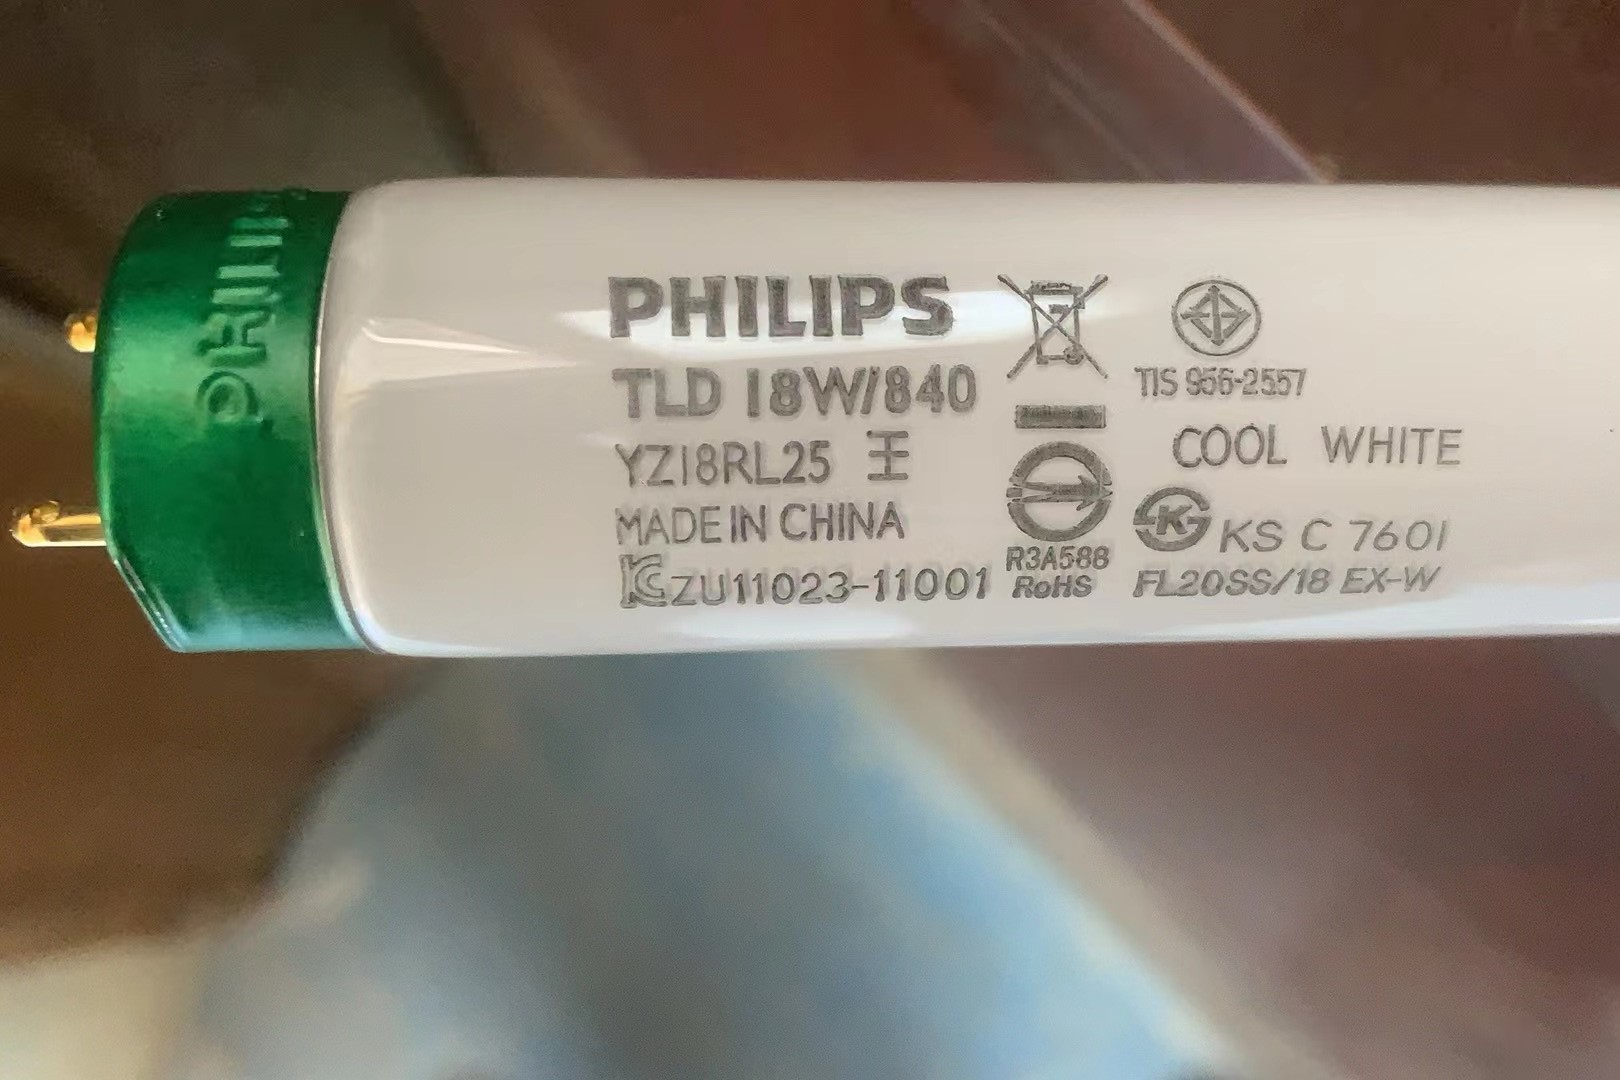 PHILIPS
PHILIPS
TLD 18W/840
YZ18RL25 王
MADE IN CHINA
KC ZU11023-11001
R3A588
RoHS
TIS 956-2557
COOL WHITE
K KS C 7601
FL20SS/18 EX-W